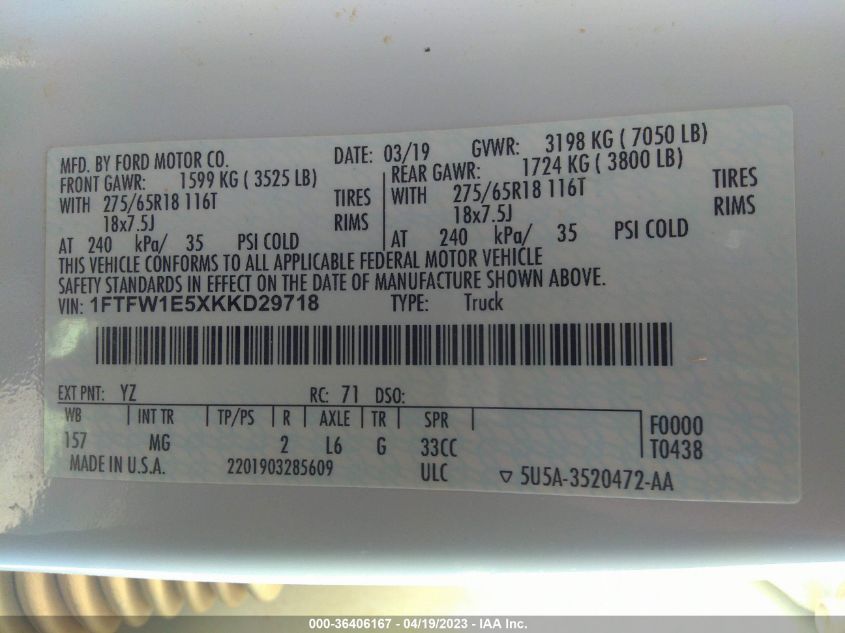 MFD. BY FORD MOTOR CO. DATE: 03/19 GVWR: 3198 KG ( 7050 LB)
FRONT GAWR: 1599 KG ( 3525 LB) REAR GAWR: 1724 KG ( 3800 LB)
WITH 275/65R18 116T TIRES WITH 275/65R18 116T TIRES
18x7.5J RIMS 18x7.5J RIMS
AT 240 kPa/ 35 PSI COLD AT 240 kPa/ 35 PSI COLD
THIS VEHICLE CONFORMS TO ALL APPLICABLE FEDERAL MOTOR VEHICLE
SAFETY STANDARDS IN EFFECT ON THE DATE OF MANUFACTURE SHOWN ABOVE.
VIN: 1FTFW1E5XKKD29718 TYPE: Truck
EXT PNT: YZ RC: 71 DSO:
WB INT TR TP/PS R AXLE TR SPR F0000
157 MG 2 L6 G 33CC T0438
MADE IN U.S.A. 2201903285609 ULC ▽ 5U5A-3520472-AA
000-36406167 - 04/19/2023 - IAA Inc.